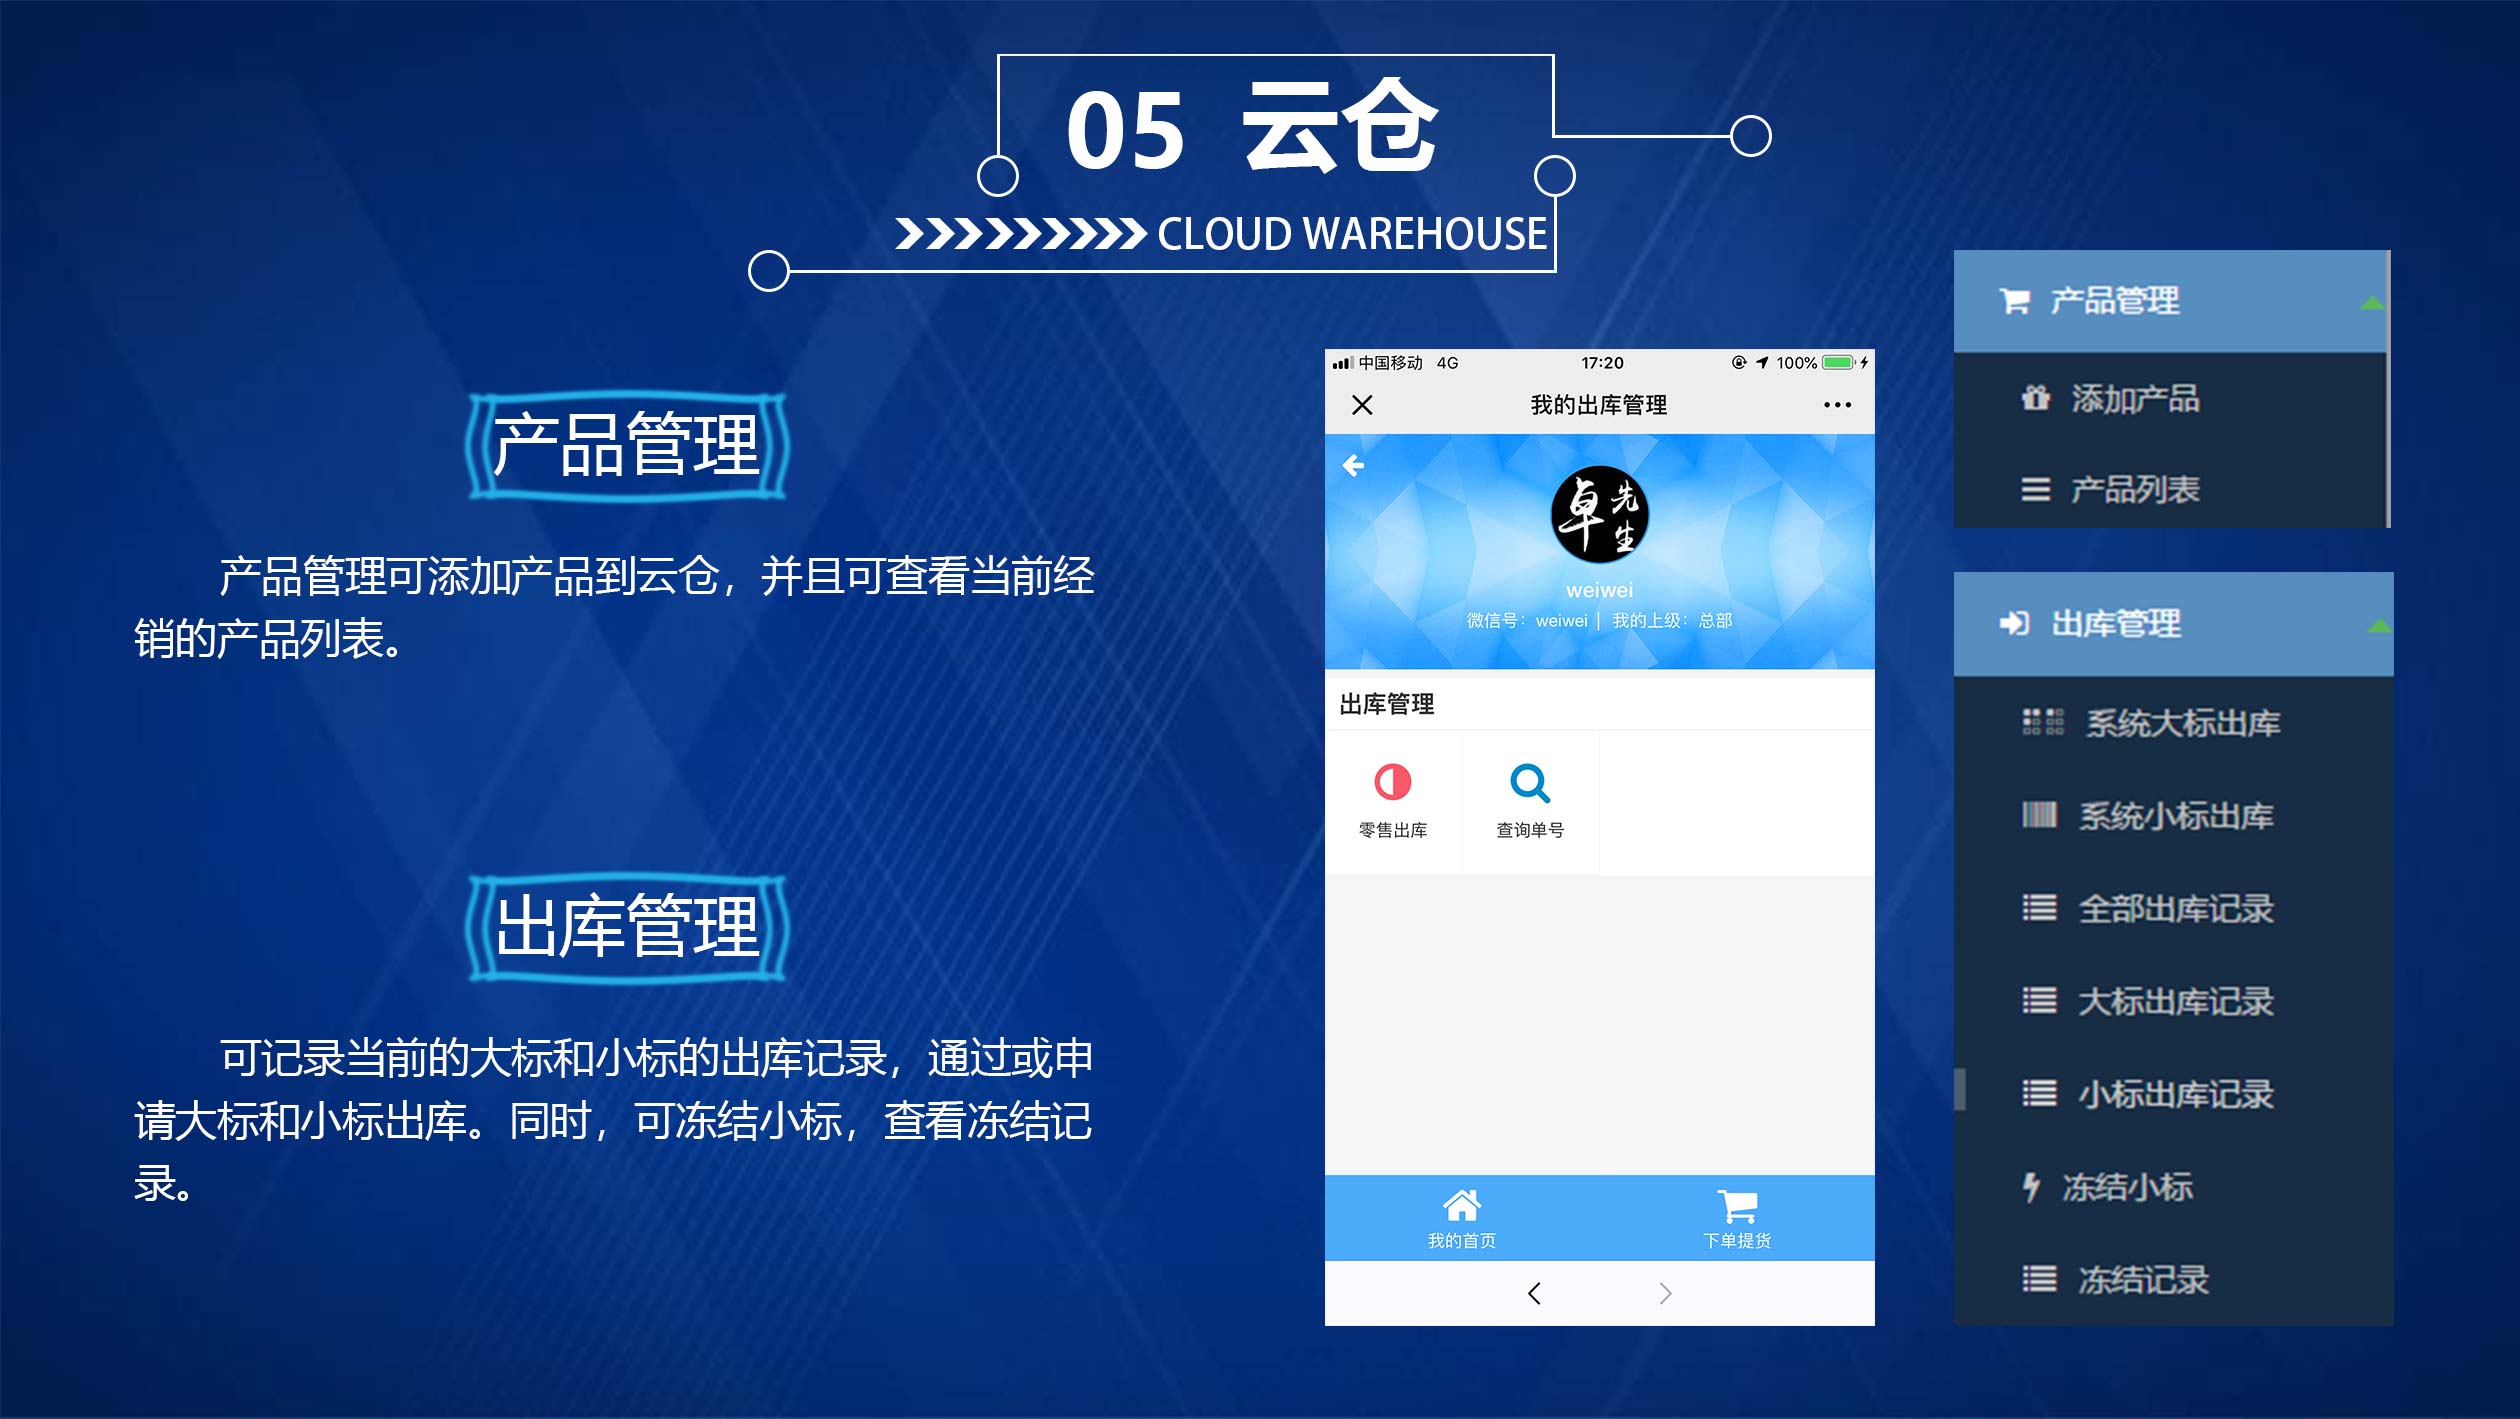 05 云仓
CLOUD WAREHOUSE
产品管理
产品管理可添加产品到云仓，并且可查看当前经
销的产品列表。
出库管理
可记录当前的大标和小标的出库记录，通过或申
请大标和小标出库。同时，可冻结小标，查看冻结记
录。
中国移动 4G 17:20 100%
我的出库管理
卓先生
weiwei
微信号：weiwei | 我的上级：总部
出库管理
零售出库 查询单号
我的首页 下单提货
产品管理
添加产品
产品列表
出库管理
系统大标出库
系统小标出库
全部出库记录
大标出库记录
小标出库记录
冻结小标
冻结记录